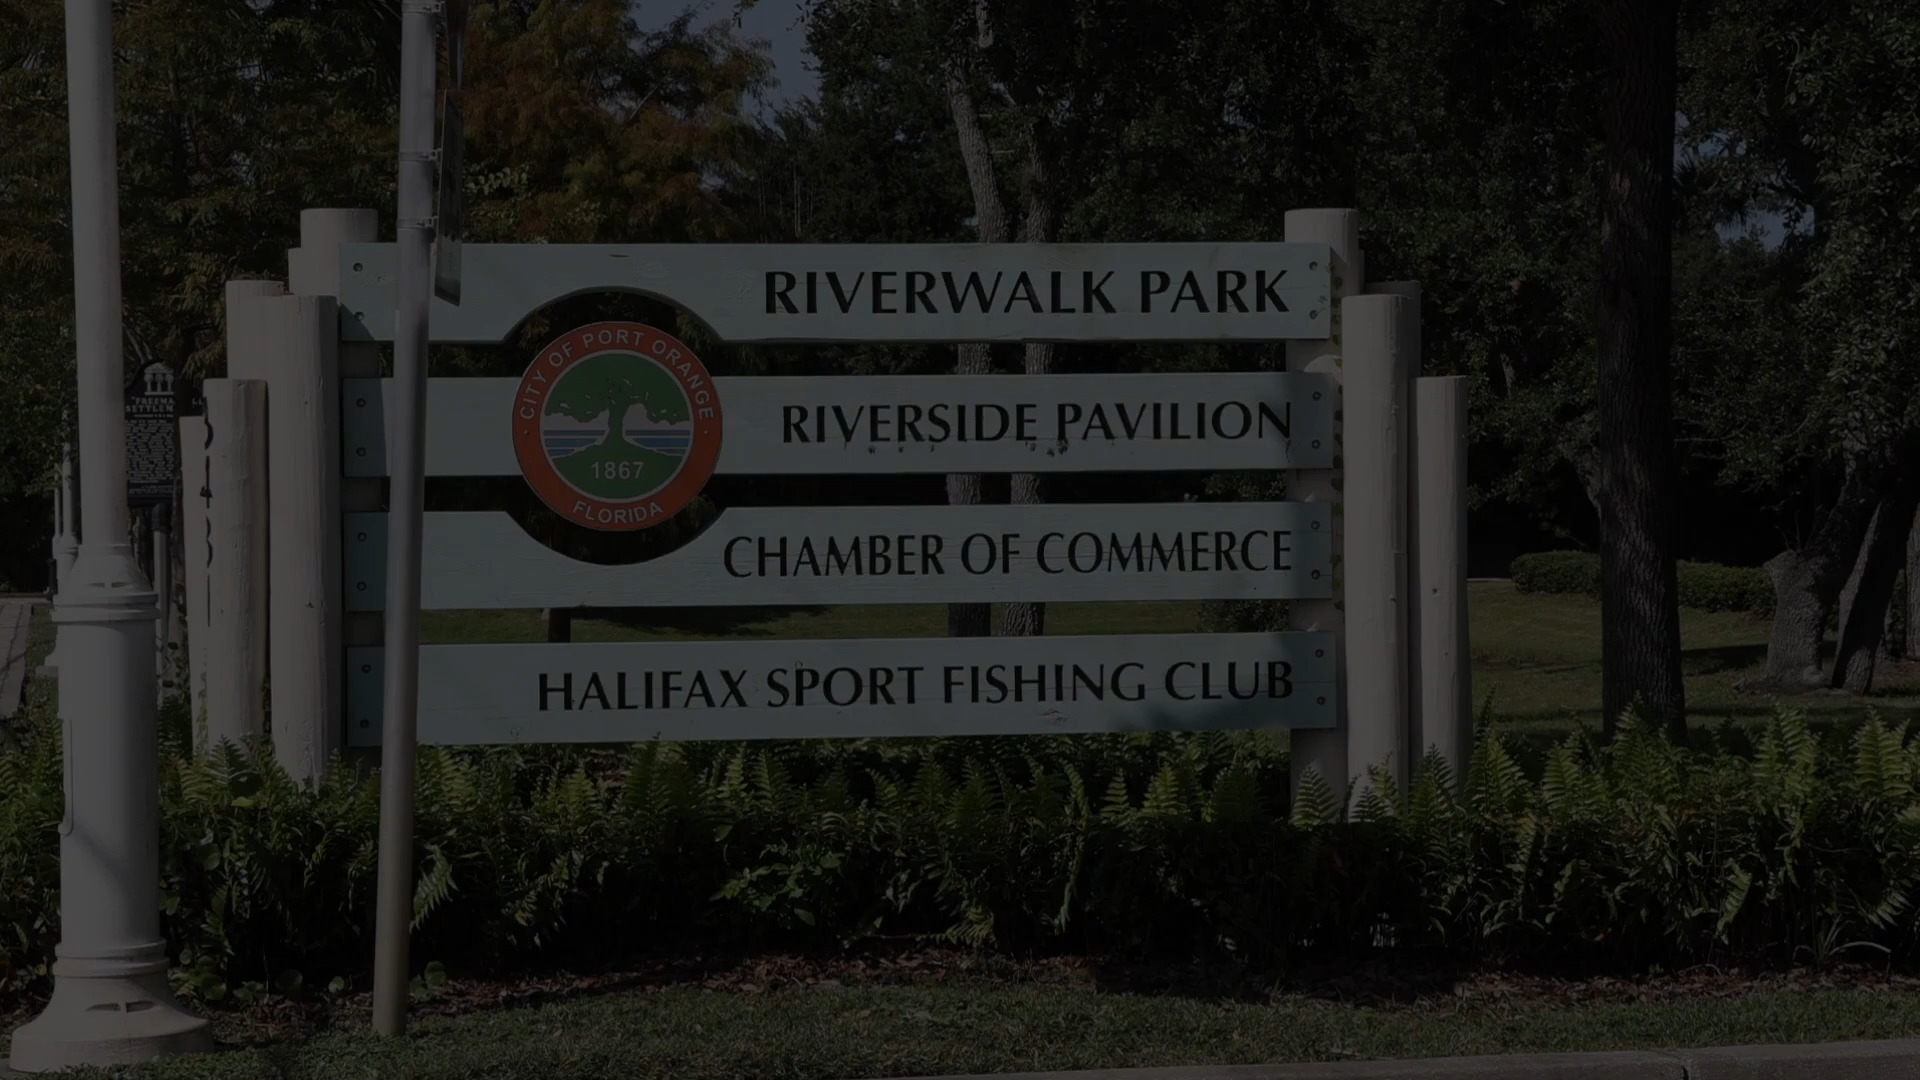 RIVERWALK PARK
CITY OF PORT ORANGE
1867
FLORIDA
RIVERSIDE PAVILION
CHAMBER OF COMMERCE
HALIFAX SPORT FISHING CLUB